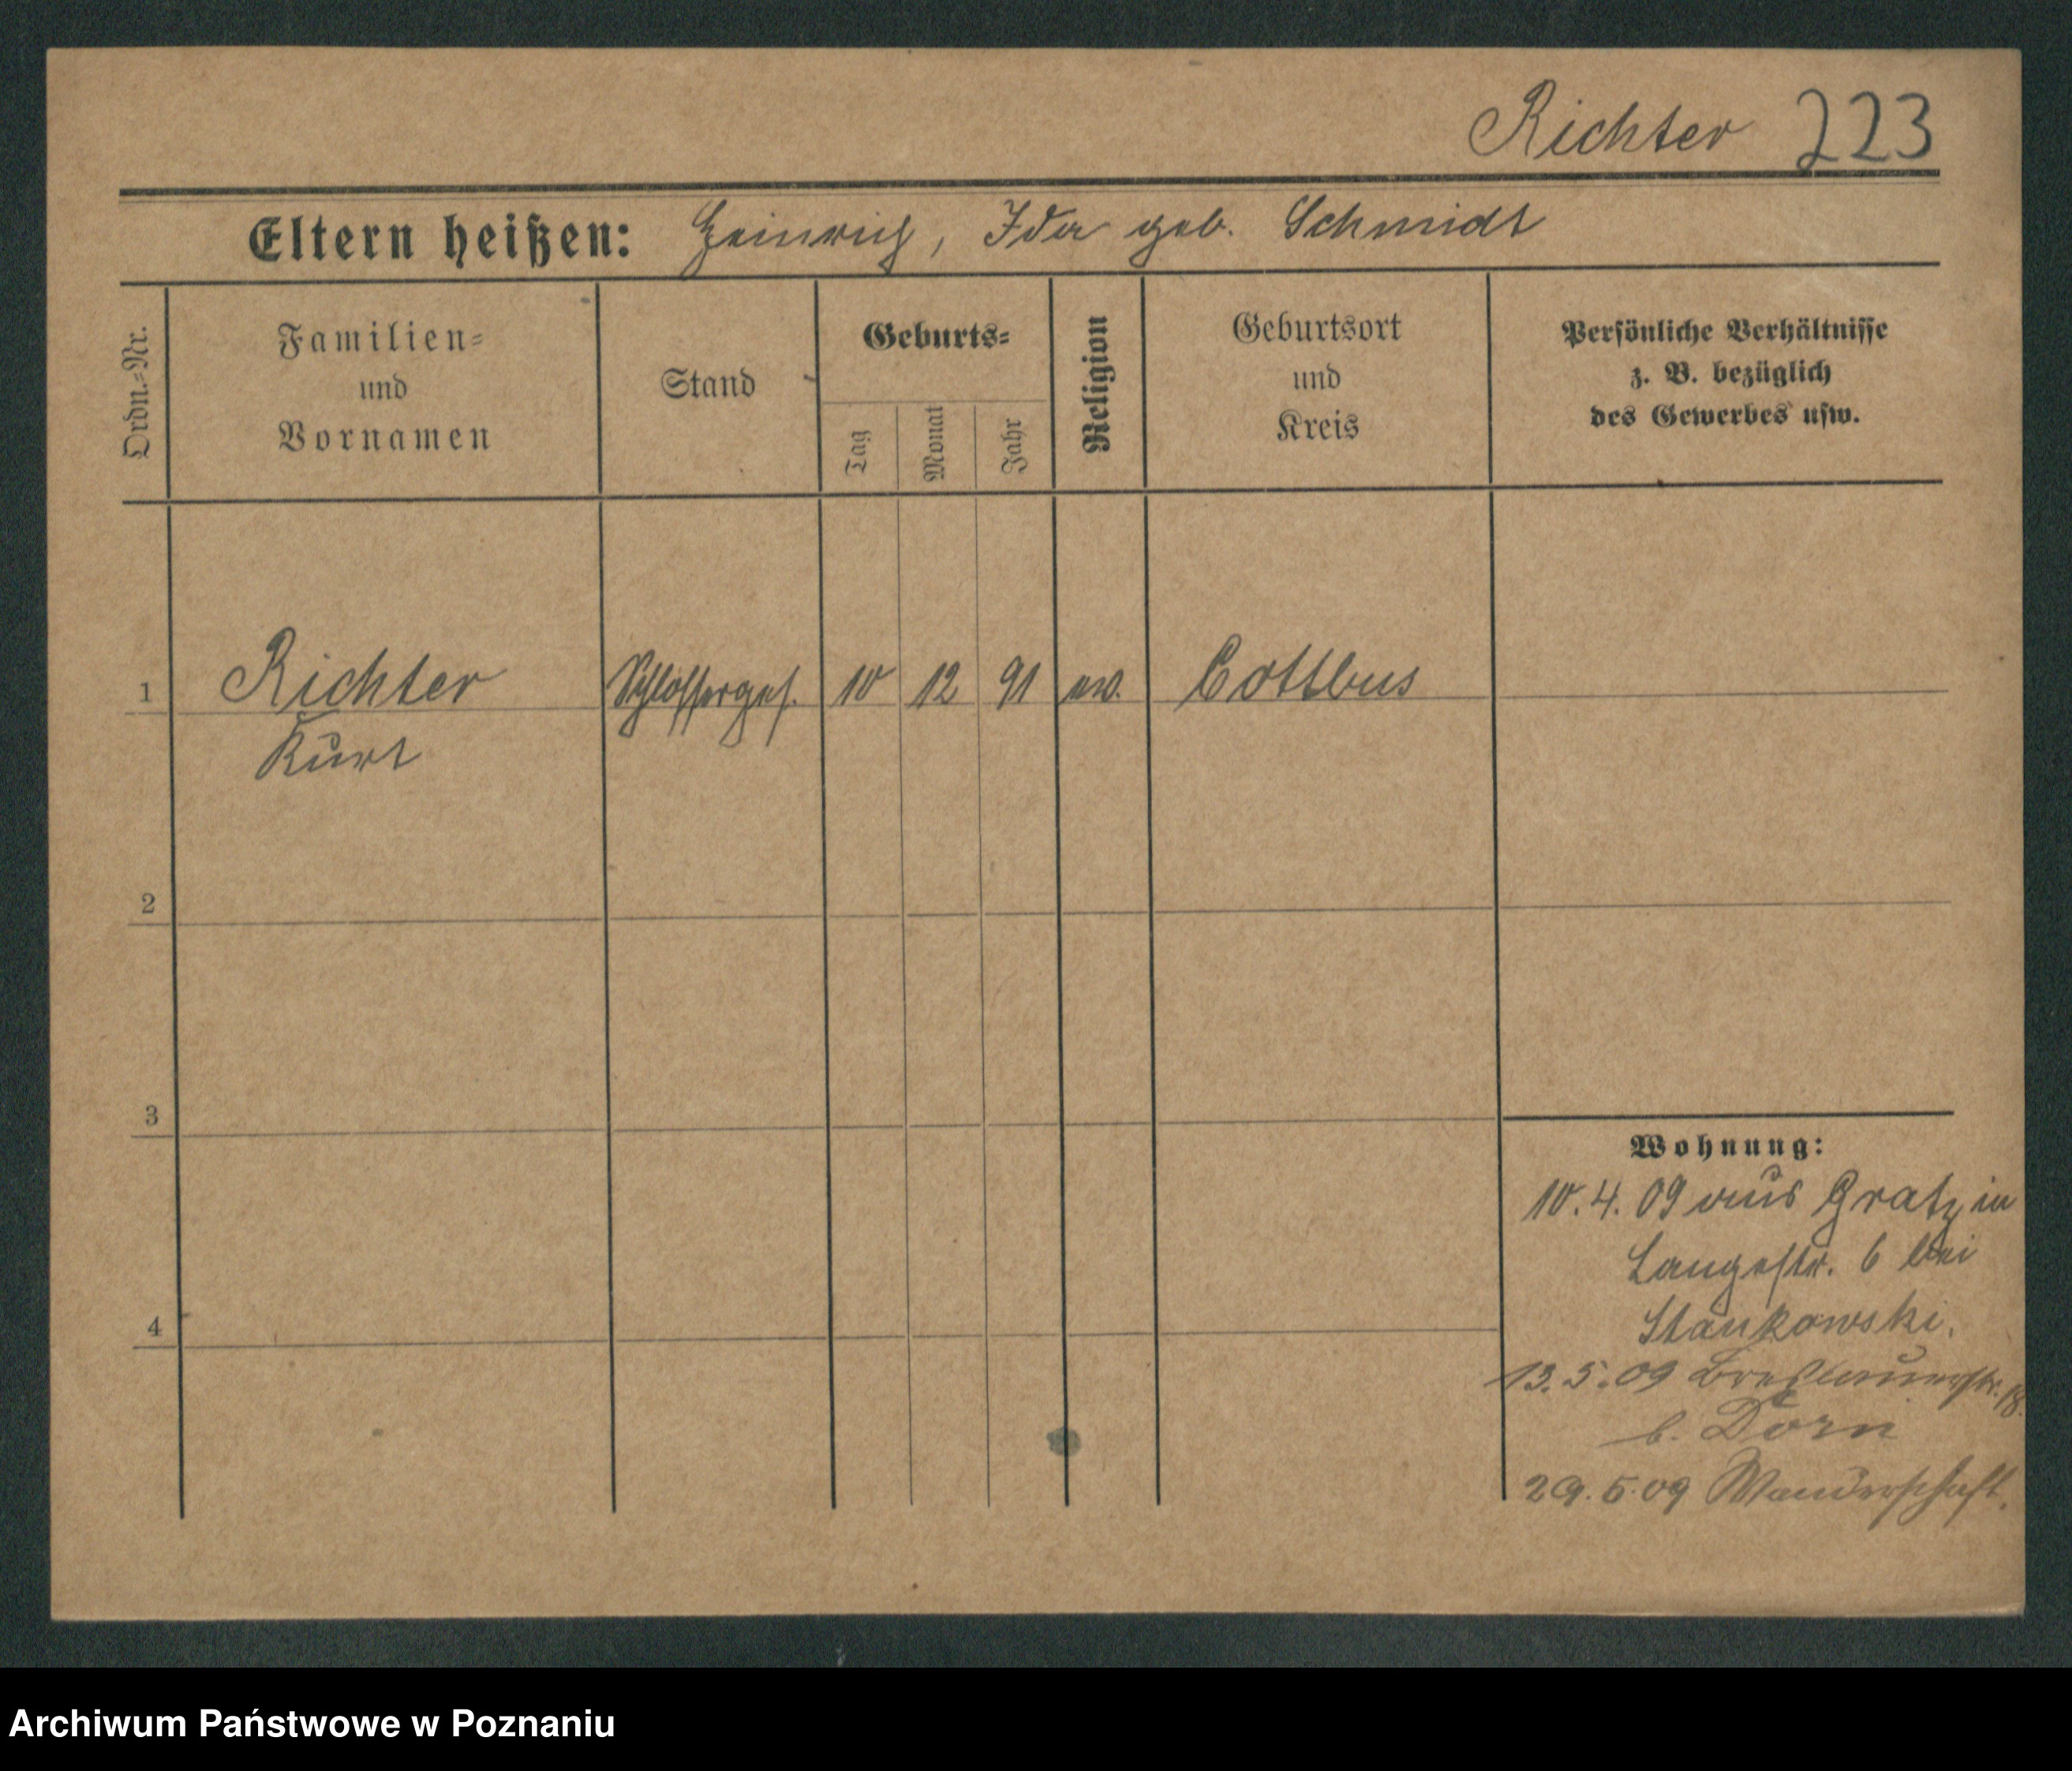 Richter 223
Eltern heißen: Heinrich, Ida geb. Schmidt
Ordn.=Nr.
Familien=
und
Vornamen
Stand
Geburts=
Tag
Monat
Jahr
Religion
Geburtsort
und
Kreis
Persönliche Verhältnisse
z. B. bezüglich
des Gewerbes usw.
1 Richter Schlosserges. 10 12 91 ev. Cottbus
Kurt
2
3
4
Wohnung:
10. 4. 09 aus Gratz in
Langestr. 6 bei
Stankowski.
13. 5. 09 Breslauerstr. 18
b. Dorn
29. 5. 09 Wanderschaft.
Archiwum Państwowe w Poznaniu